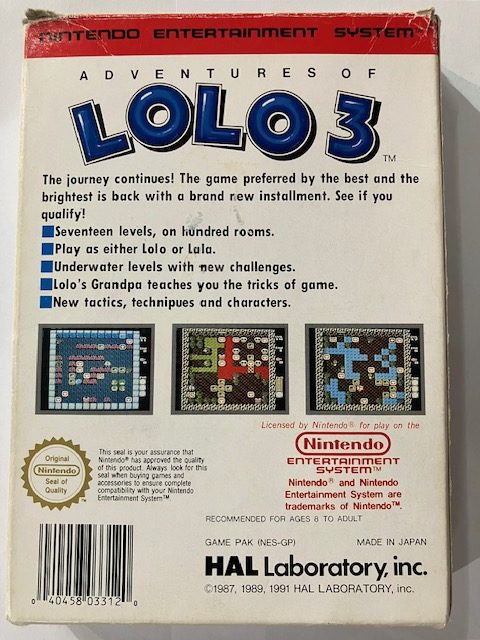 NINTENDO ENTERTAINMENT SYSTEM™
ADVENTURES OF
LOLO 3
TM
The journey continues! The game preferred by the best and the
brightest is back with a brand new installment. See if you
qualify!
Seventeen levels, on hundred rooms.
Play as either Lolo or Lala.
Underwater levels with new challenges.
Lolo's Grandpa teaches you the tricks of game.
New tactics, technipues and characters.
Licensed by Nintendo® for play on the
Nintendo
ENTERTAINMENT
SYSTEM™
Nintendo® and Nintendo
Entertainment System are
trademarks of Nintendo™.
Original
Nintendo
Seal of
Quality
This seal is your assurance that
Nintendo® has approved the quality
of this product. Always look for this
seal when buying games and
accessories to ensure complete
compatibility with your Nintendo
Entertainment System™.
RECOMMENDED FOR AGES 8 TO ADULT
GAME PAK (NES-GP) MADE IN JAPAN
HAL Laboratory, inc.
©1987, 1989, 1991 HAL LABORATORY, inc.
0 40458 03312 0